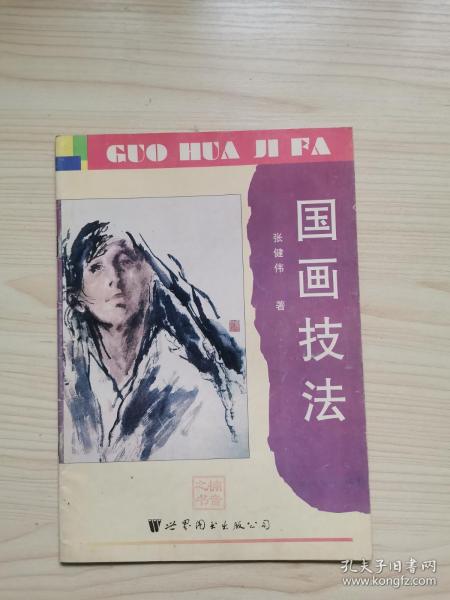 GUO HUA JI FA
国画技法
张健伟 著
世界图书出版公司
孔夫子旧书网
www.kongfz.com